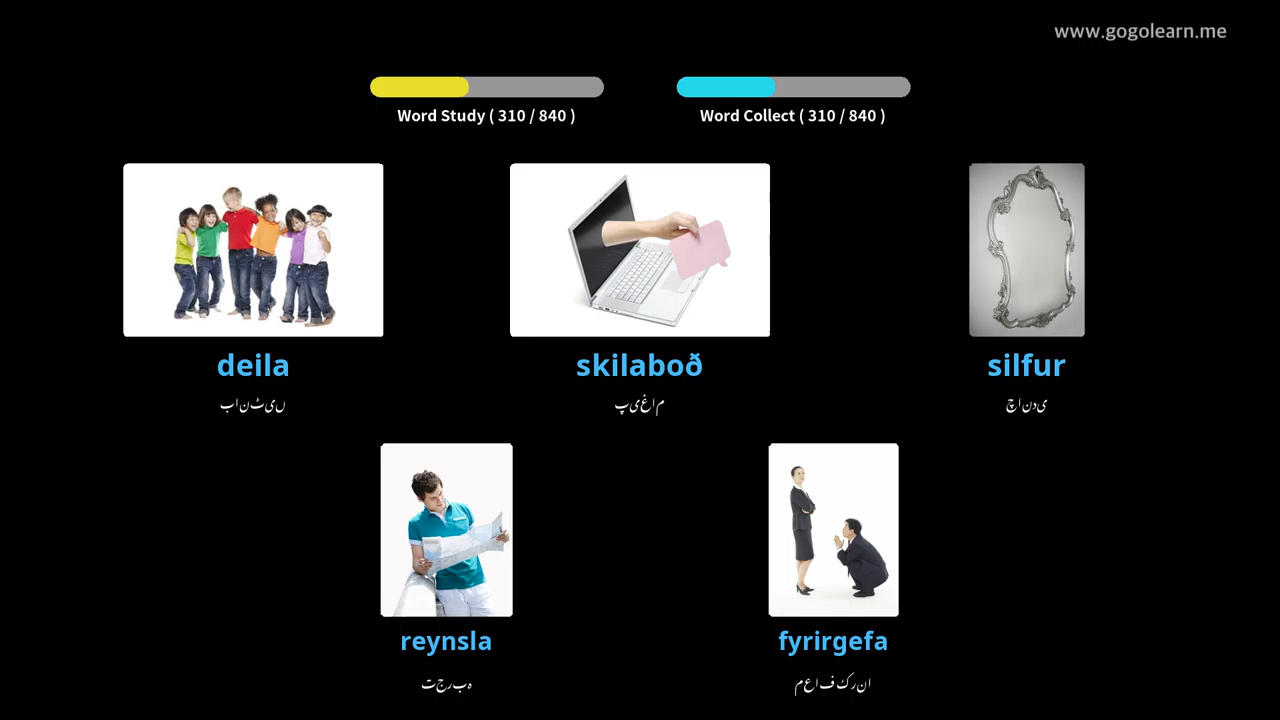 www.gogolearn.me
Word Study ( 310 / 840 )
Word Collect ( 310 / 840 )
deila
بانٹیں
skilaboð
پیغام
silfur
چاندی
reynsla
تجربہ
fyrirgefa
معاف کرنا